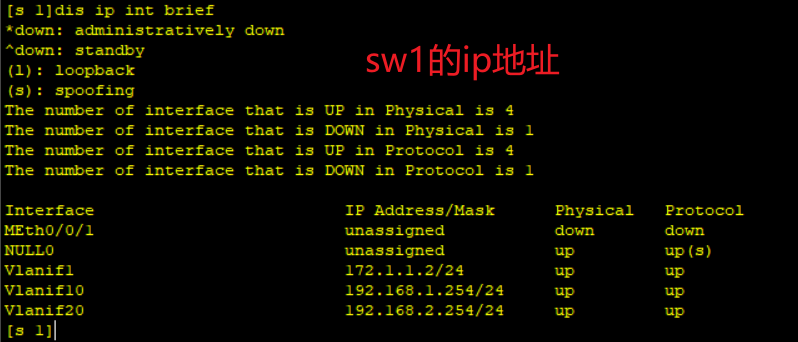 [s 1]dis ip int brief
*down: administratively down
^down: standby
(l): loopback
(s): spoofing
sw1的ip地址
The number of interface that is UP in Physical is 4
The number of interface that is DOWN in Physical is 1
The number of interface that is UP in Protocol is 4
The number of interface that is DOWN in Protocol is 1
Interface IP Address/Mask Physical Protocol
MEth0/0/1 unassigned down down
NULL0 unassigned up up(s)
Vlanif1 172.1.1.2/24 up up
Vlanif10 192.168.1.254/24 up up
Vlanif20 192.168.2.254/24 up up
[s 1]